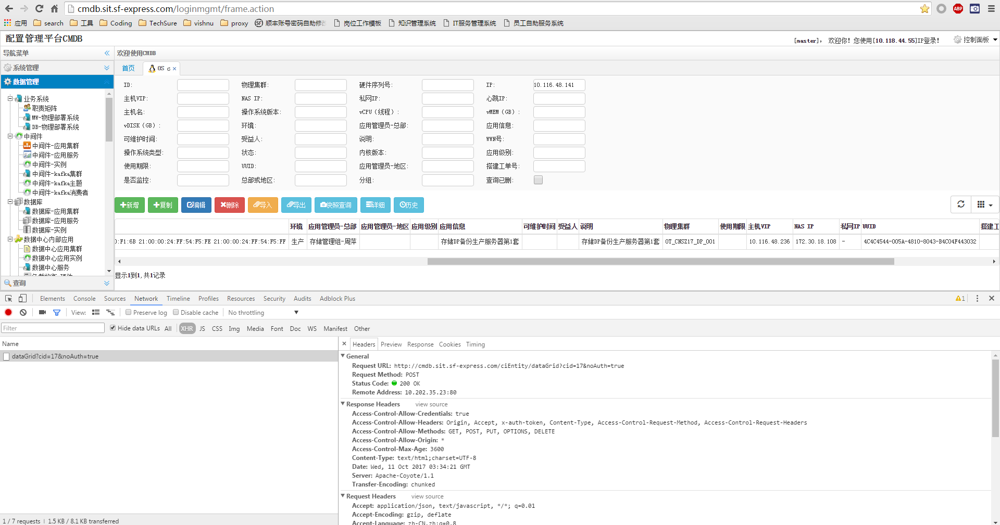 cmdb.sit.sf-express.com/loginmgmt/frame.action
ABP
应用 search 工具 Coding TechSure vishnu proxy SF 顺丰账号密码自助修改 岗位工作模板 知识管理系统 IT服务管理系统 员工自助服务系统
配置管理平台CMDB
[master], 欢迎你! 您使用[10.118.44.55]IP登录! 控制面板
导航菜单
欢迎使用CMDB
系统管理
首页 OS
数据管理
ID: 物理集群: 硬件序列号: IP: 10.116.48.141
主机VIP: NAS IP: 私网IP: 心跳IP:
主机名: 操作系统版本: vCPU(线程): vMEM(GB):
vDISK(GB): 环境: 应用管理员-总部: 应用信息:
可维护时间: 受益人: 说明: WWN号:
操作系统类型: 状态: 内核版本: 应用级别:
使用期限: UUID: 应用管理员-地区: 搭建工单号:
是否监控: 总部或地区: 分组: 查询已删:
业务系统
职责矩阵
MW-物理部署系统
DB-物理部署系统
中间件
中间件-应用集群
中间件-应用服务
中间件-实例
中间件-kafka集群
中间件-kafka主题
中间件-kafka消费者
数据库
数据库-应用集群
数据库-应用服务
数据库-实例
数据中心内部应用
数据中心应用集群
数据中心应用实例
数据中心服务
查询
新增 复制 编辑 删除 导入 导出 快照查询 详细 历史
环境 应用管理员-总部 应用管理员-地区 应用级别 应用信息 可维护时间 受益人 说明 物理集群 使用期限 主机VIP NAS IP 私网IP UUID 搭建工
):F1:6B 21:00:00:24:FF:54:F5:FE 21:00:00:24:FF:54:F5:FF 生产 存储管理组-周萍 存储DP备份生产服务器第1套 存储DP备份生产服务器第1套 OT_CNSZ17_DP_001 10.116.48.236 172.30.18.108 - 4C4C4544-005A-4810-8043-B4C04F443032
显示1到1,共1记录
Elements Console Sources Network Timeline Profiles Resources Security Audits Adblock Plus
1
View: Preserve log Disable cache No throttling
Filter Hide data URLs All XHR JS CSS Img Media Font Doc WS Manifest Other
Name
dataGrid?cid=17&noAuth=true
1 / 7 requests | 1.5 KB / 8.1 KB transferred
Headers Preview Response Cookies Timing
General
Request URL: http://cmdb.sit.sf-express.com/ciEntity/dataGrid?cid=17&noAuth=true
Request Method: POST
Status Code: 200 OK
Remote Address: 10.202.35.23:80
Response Headers view source
Access-Control-Allow-Credentials: true
Access-Control-Allow-Headers: Origin, Accept, x-auth-token, Content-Type, Access-Control-Request-Method, Access-Control-Request-Headers
Access-Control-Allow-Methods: GET, POST, PUT, OPTIONS, DELETE
Access-Control-Allow-Origin: *
Access-Control-Max-Age: 3600
Content-Type: text/html;charset=UTF-8
Date: Wed, 11 Oct 2017 03:34:21 GMT
Server: Apache-Coyote/1.1
Transfer-Encoding: chunked
Request Headers view source
Accept: application/json, text/javascript, */*; q=0.01
Accept-Encoding: gzip, deflate
Accept-Language: zh-CN,zh;q=0.8